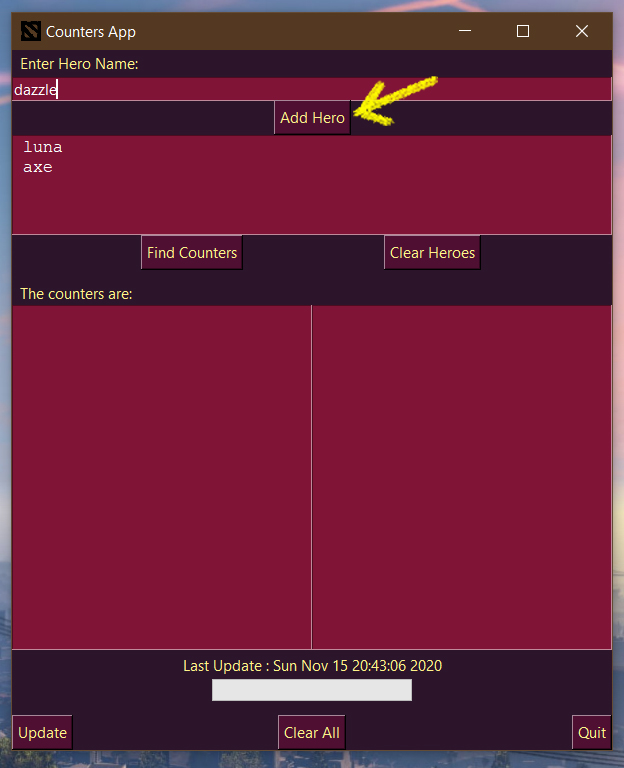 Counters App
Enter Hero Name:
dazzle
Add Hero
luna
axe
Find Counters Clear Heroes
The counters are:
Last Update : Sun Nov 15 20:43:06 2020
Update Clear All Quit